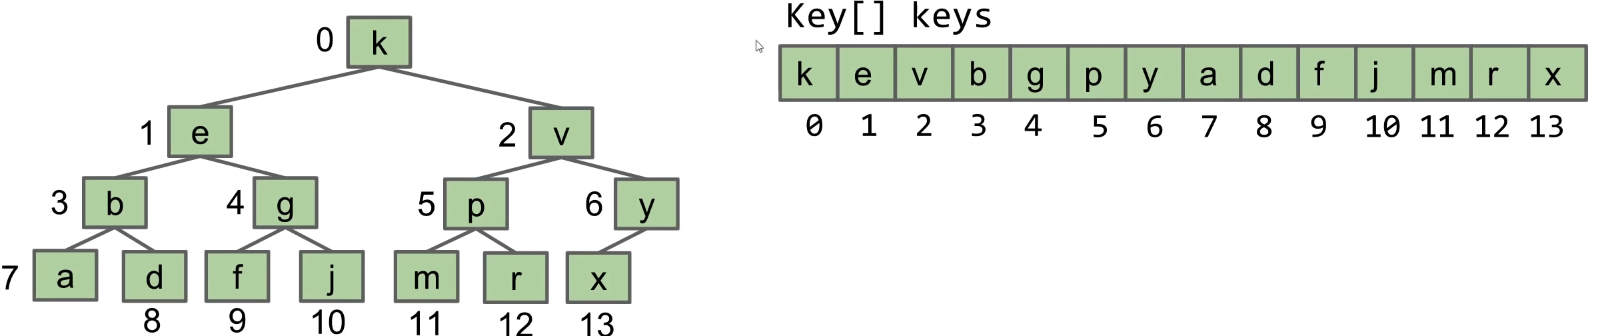 Key[] keys
0 k
k e v b g p y a d f j m r x
0 1 2 3 4 5 6 7 8 9 10 11 12 13
1 e 2 v
3 b 4 g 5 p 6 y
7 a d f j m r x
8 9 10 11 12 13